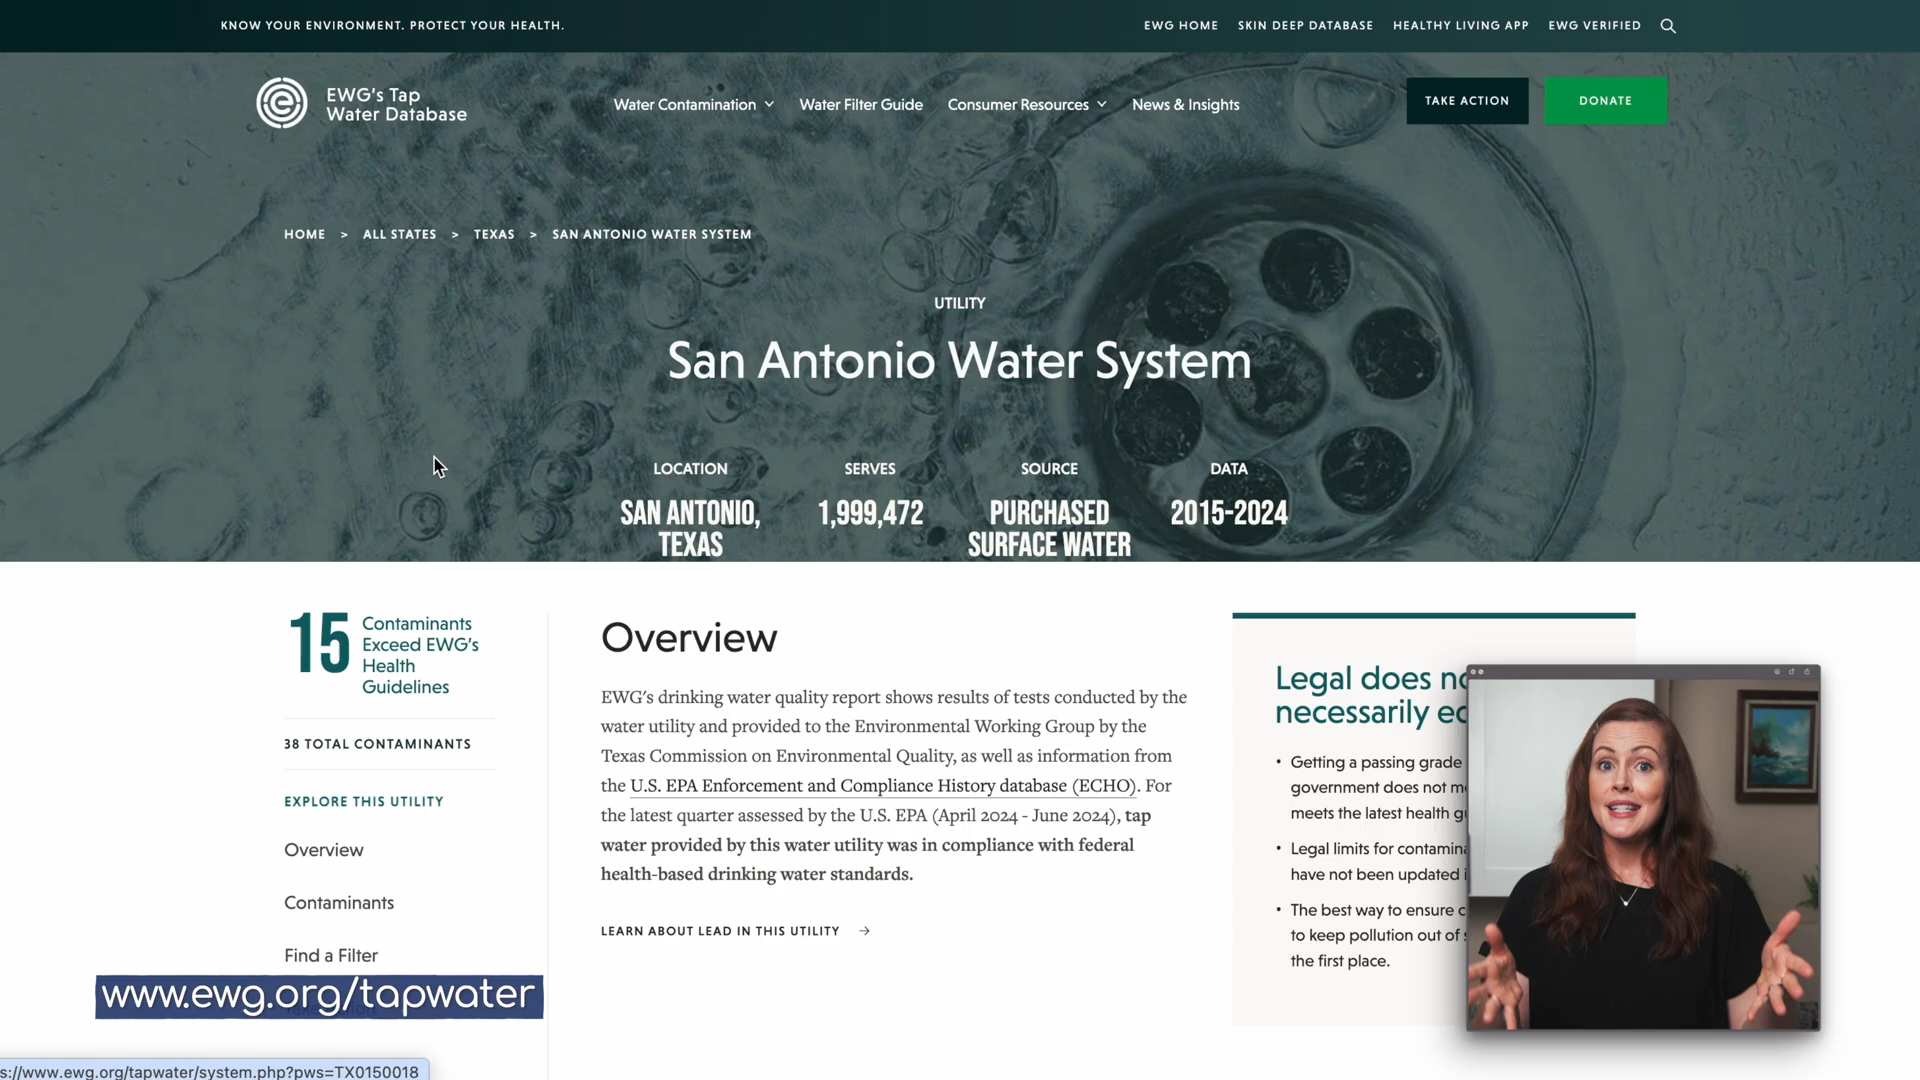 KNOW YOUR ENVIRONMENT. PROTECT YOUR HEALTH.
EWG HOME SKIN DEEP DATABASE HEALTHY LIVING APP EWG VERIFIED
EWG's Tap
Water Database
Water Contamination Water Filter Guide Consumer Resources News & Insights
TAKE ACTION
DONATE
HOME > ALL STATES > TEXAS > SAN ANTONIO WATER SYSTEM
UTILITY
San Antonio Water System
LOCATION
SAN ANTONIO,
TEXAS
SERVES
1,999,472
SOURCE
PURCHASED
SURFACE WATER
DATA
2015-2024
15
Contaminants
Exceed EWG's
Health
Guidelines
38 TOTAL CONTAMINANTS
EXPLORE THIS UTILITY
Overview
Contaminants
Find a Filter
Overview
EWG's drinking water quality report shows results of tests conducted by the
water utility and provided to the Environmental Working Group by the
Texas Commission on Environmental Quality, as well as information from
the U.S. EPA Enforcement and Compliance History database (ECHO). For
the latest quarter assessed by the U.S. EPA (April 2024 - June 2024), tap
water provided by this water utility was in compliance with federal
health-based drinking water standards.
LEARN ABOUT LEAD IN THIS UTILITY →
Legal does
necessarily
• Getting a passing grade
government does not
meets the latest health
• Legal limits for
have not been updated
• The best way to ensure
to keep pollution out of
the first place.
www.ewg.org/tapwater
s://www.ewg.org/tapwater/system.php?pws=TX0150018